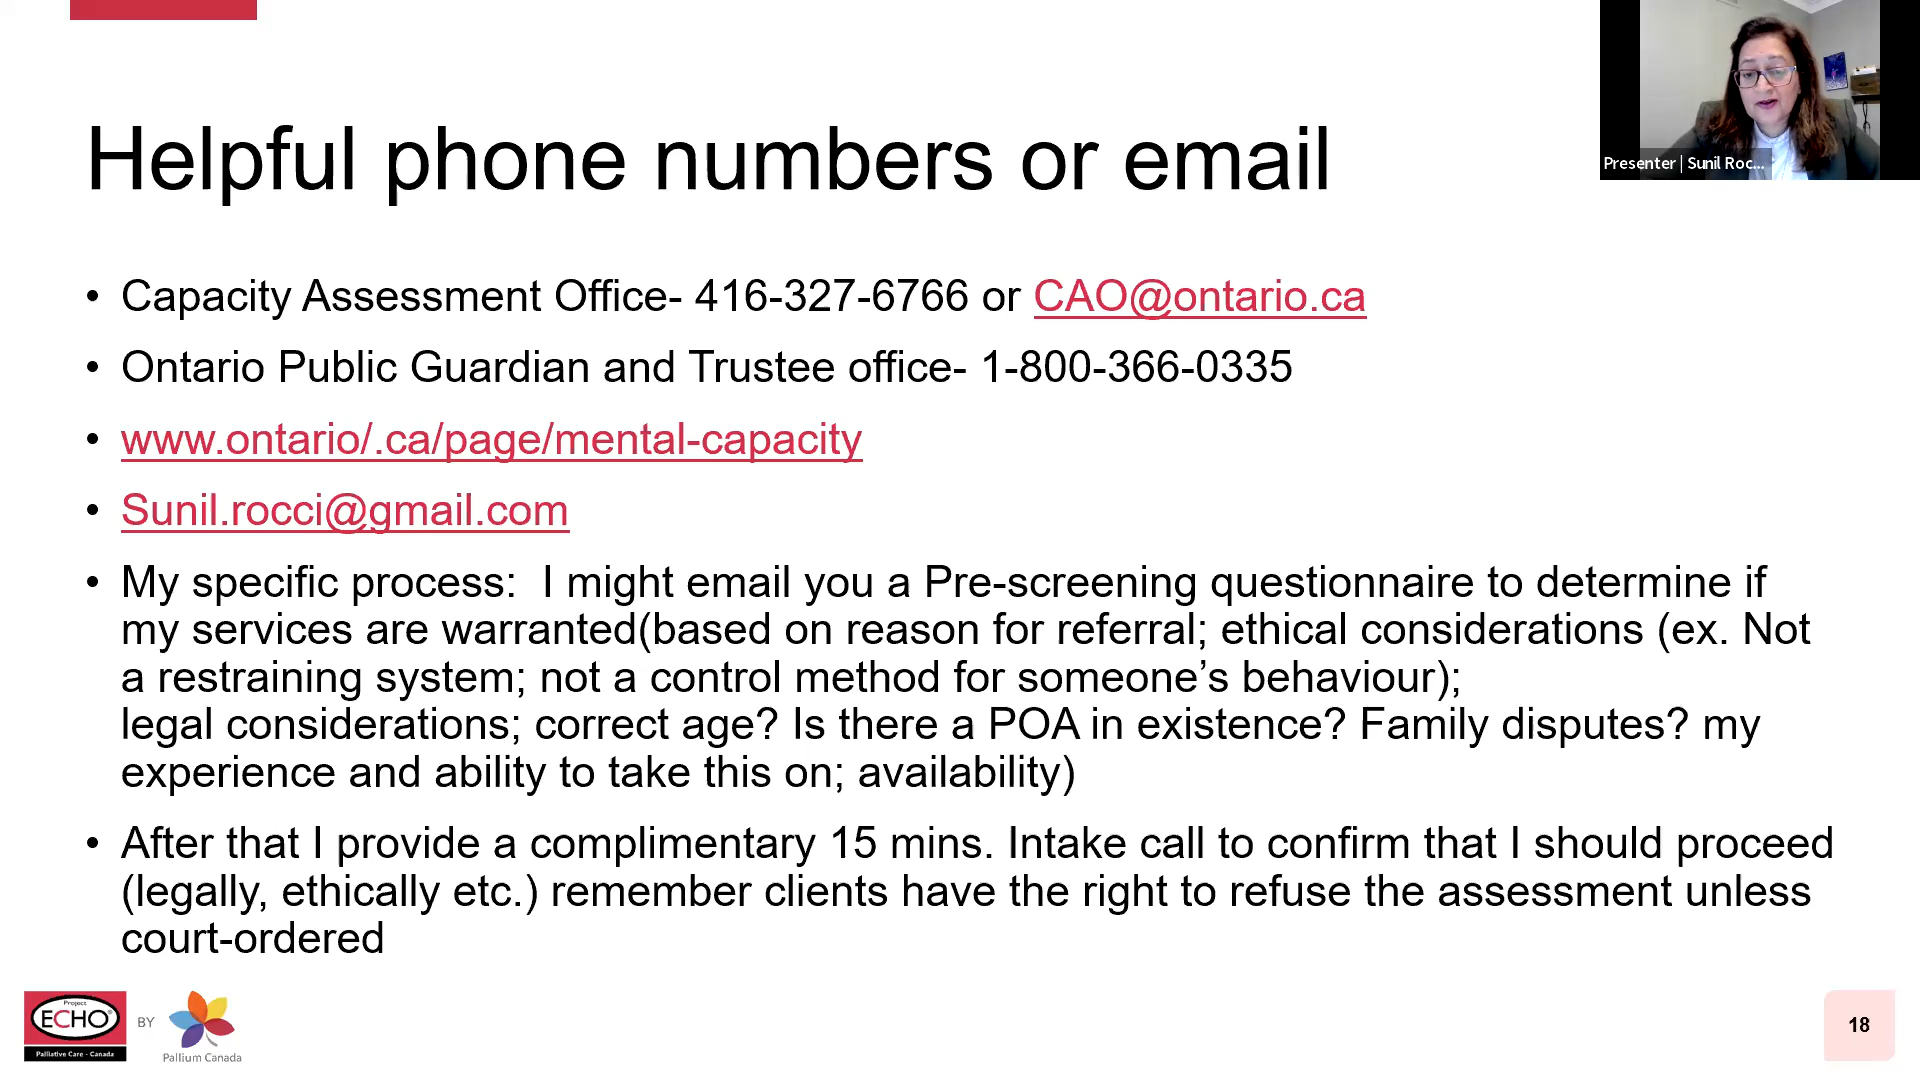 Presenter | Sunil Roc...
Helpful phone numbers or email
• Capacity Assessment Office- 416-327-6766 or CAO@ontario.ca
• Ontario Public Guardian and Trustee office- 1-800-366-0335
• www.ontario/.ca/page/mental-capacity
• Sunil.rocci@gmail.com
• My specific process:  I might email you a Pre-screening questionnaire to determine if
my services are warranted(based on reason for referral; ethical considerations (ex. Not
a restraining system; not a control method for someone’s behaviour);
legal considerations; correct age? Is there a POA in existence? Family disputes? my
experience and ability to take this on; availability)
• After that I provide a complimentary 15 mins. Intake call to confirm that I should proceed
(legally, ethically etc.) remember clients have the right to refuse the assessment unless
court-ordered
Project
ECHO®
Palliative Care - Canada
BY
Pallium Canada
18